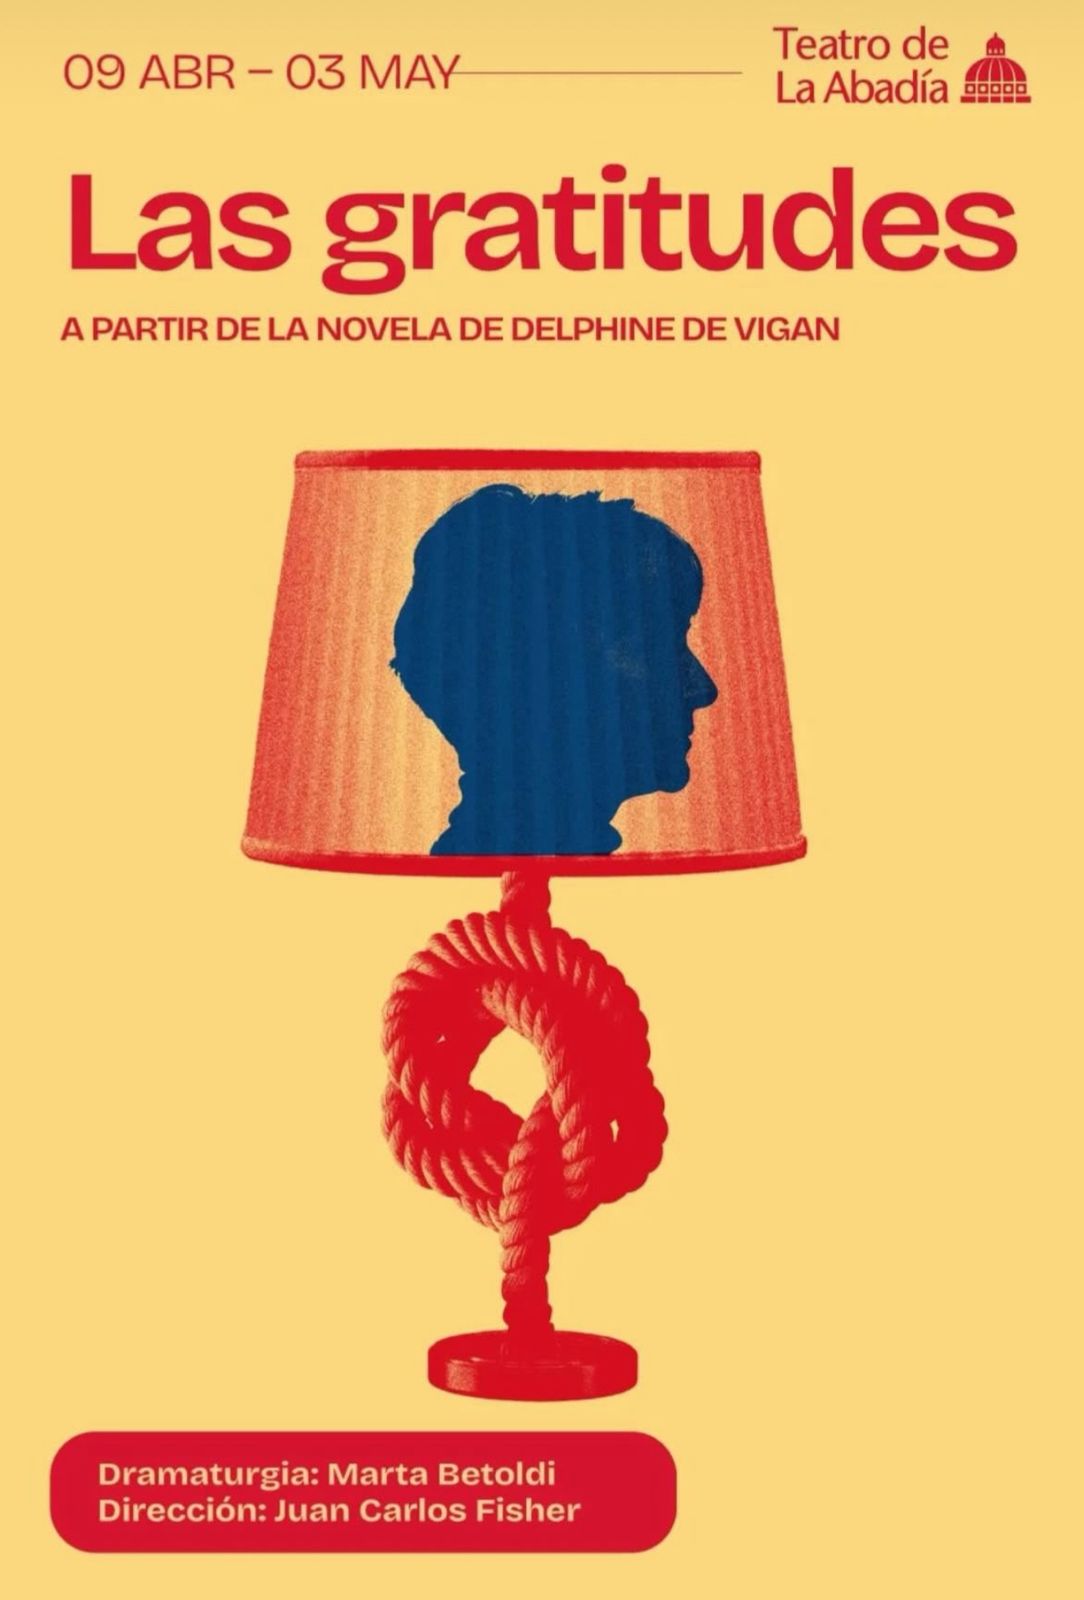 09 ABR – 03 MAY
Teatro de
La Abadía
Las gratitudes
A PARTIR DE LA NOVELA DE DELPHINE DE VIGAN
Dramaturgia: Marta Betoldi
Dirección: Juan Carlos Fisher